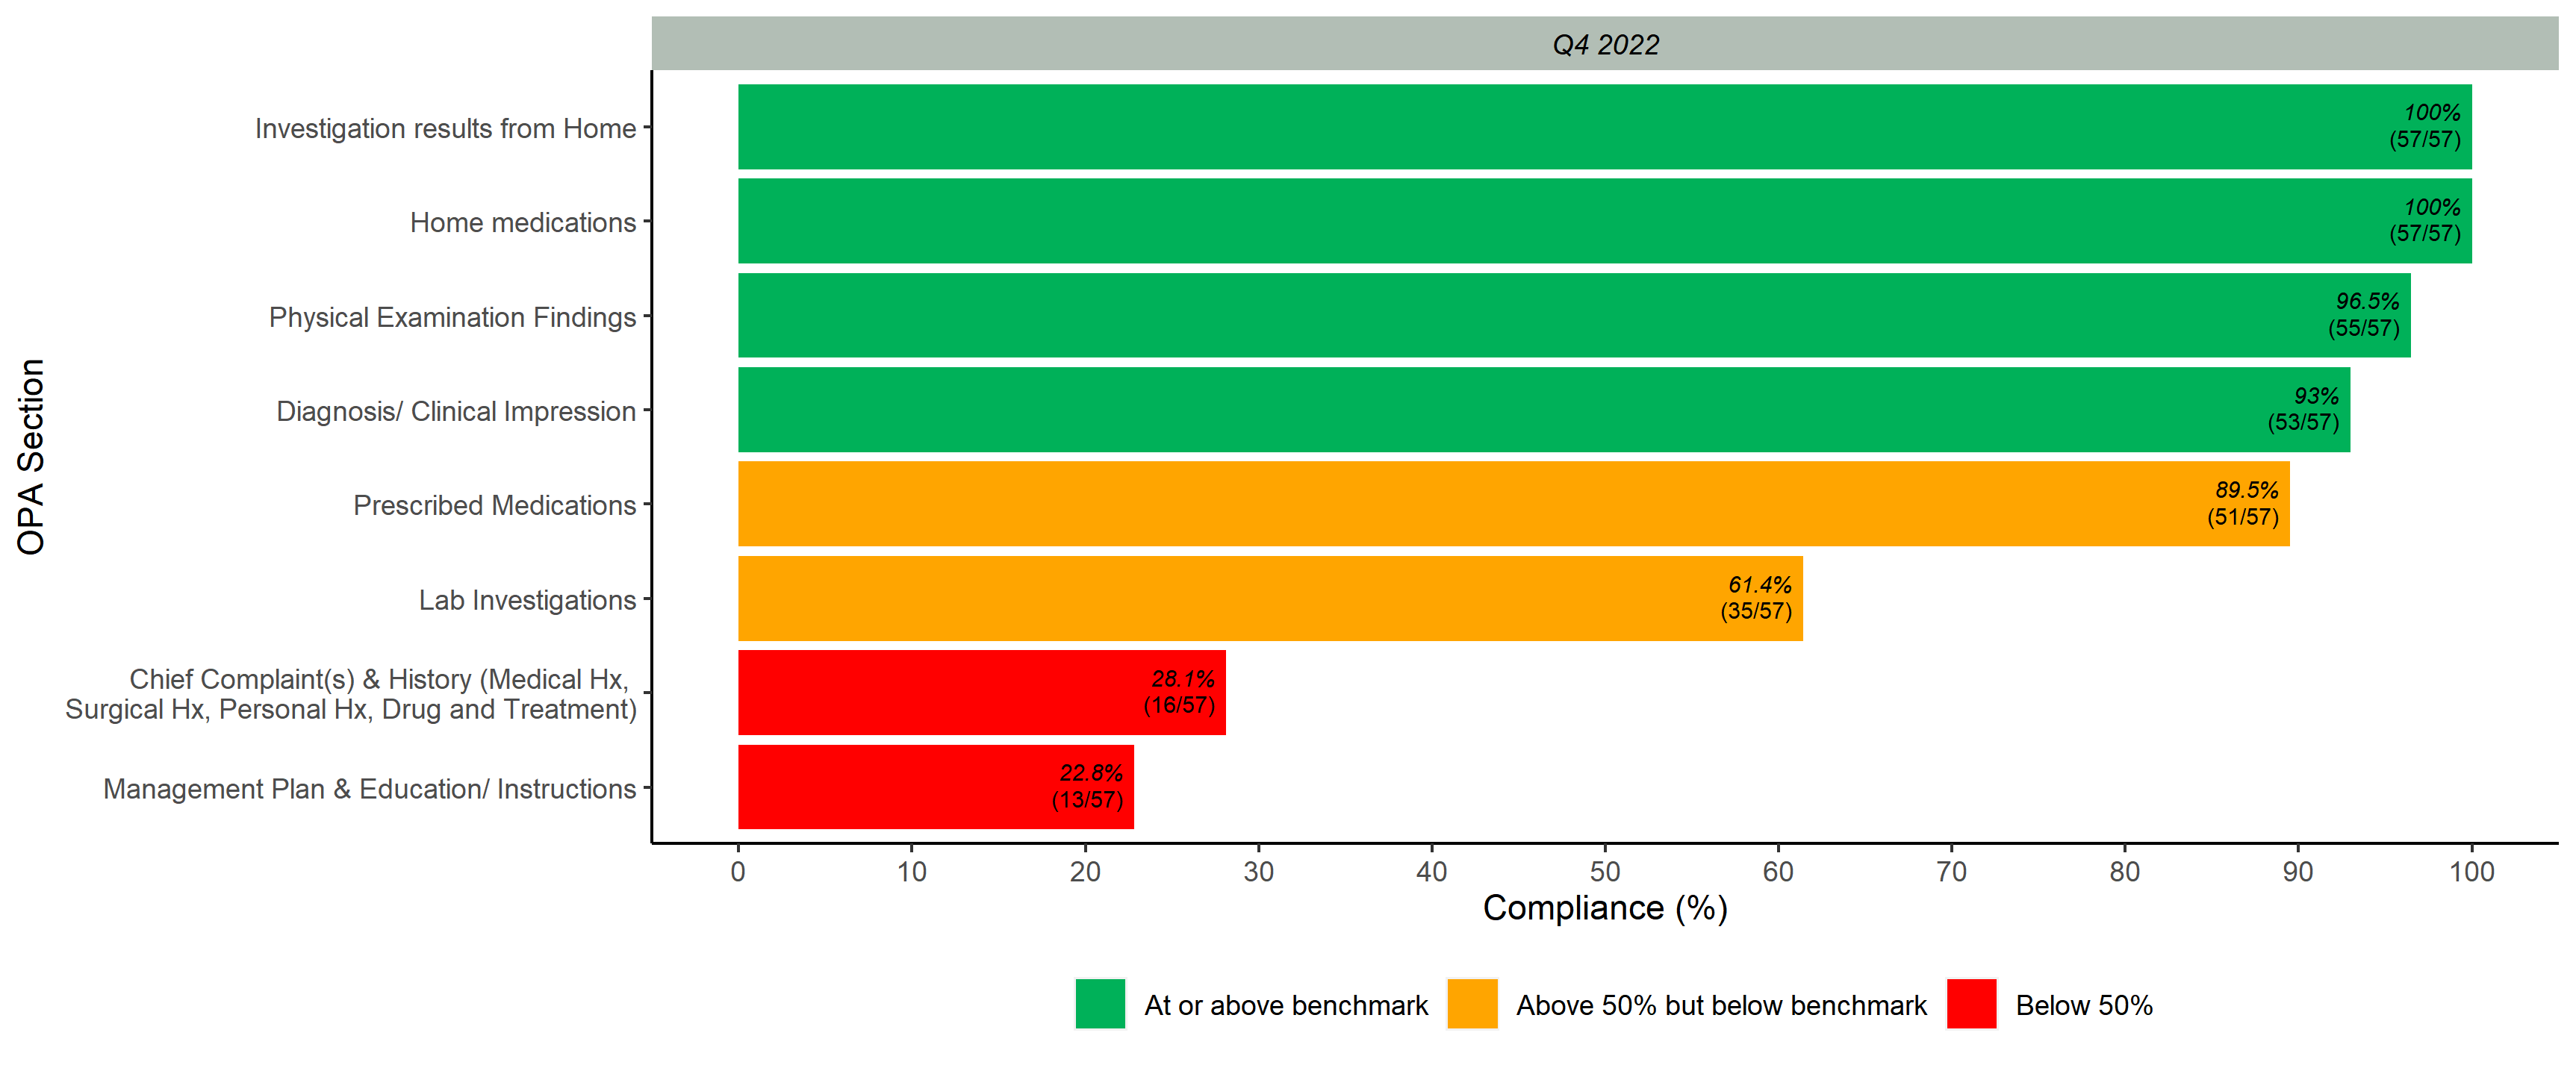 Q4 2022
OPA Section
Investigation results from Home
100%
(57/57)
Home medications
100%
(57/57)
Physical Examination Findings
96.5%
(55/57)
Diagnosis/ Clinical Impression
93%
(53/57)
Prescribed Medications
89.5%
(51/57)
Lab Investigations
61.4%
(35/57)
Chief Complaint(s) & History (Medical Hx,
Surgical Hx, Personal Hx, Drug and Treatment)
28.1%
(16/57)
Management Plan & Education/ Instructions
22.8%
(13/57)
0 10 20 30 40 50 60 70 80 90 100
Compliance (%)
At or above benchmark Above 50% but below benchmark Below 50%